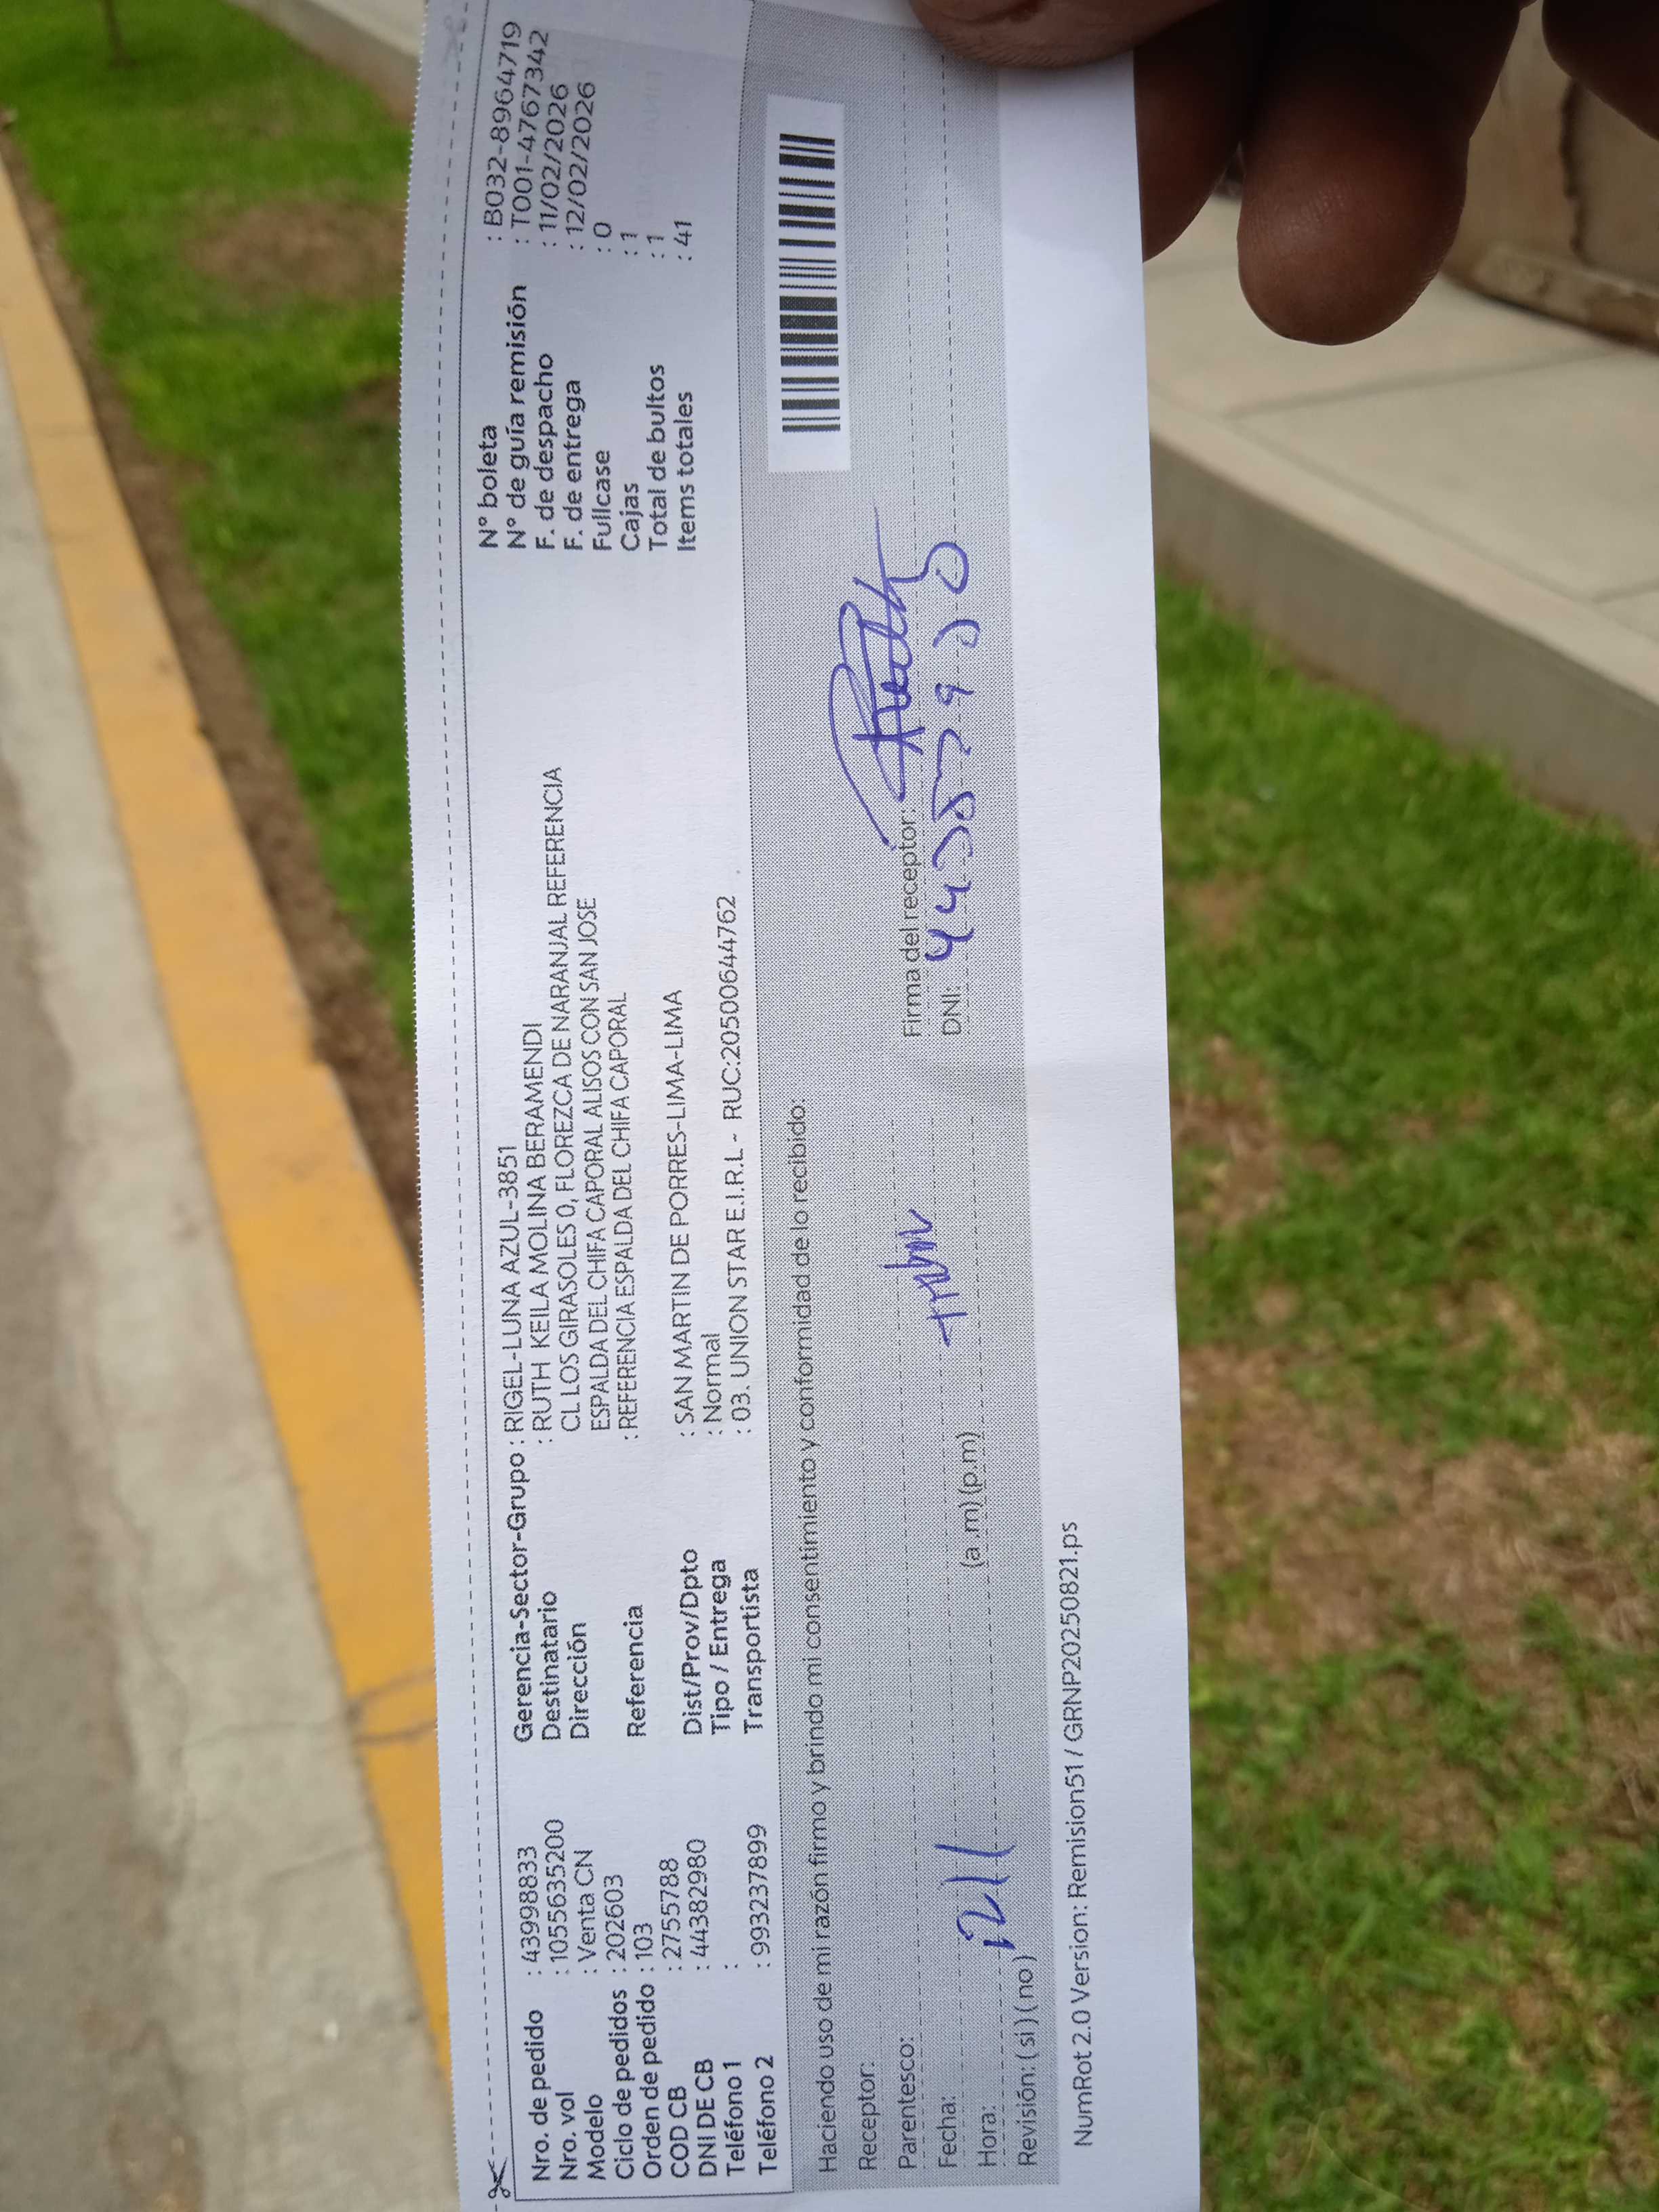 Nro. de pedido : 43998833
Nro. vol : 1055635200
Modelo : Venta CN
Ciclo de pedidos : 202603
Orden de pedido : 103
COD CB : 2755788
DNI DE CB : 44382980
Teléfono 1 :
Teléfono 2 : 993237899
Gerencia-Sector-Grupo : RIGEL-LUNA AZUL-3851
Destinatario : RUTH KEILA MOLINA BERAMENDI
Dirección CL LOS GIRASOLES 0, FLOREZCA DE NARANJAL REFERENCIA
ESPALDA DEL CHIFA CAPORAL ALISOS CON SAN JOSE
Referencia : REFERENCIA ESPALDA DEL CHIFA CAPORAL
Dist/Prov/Dpto : SAN MARTIN DE PORRES-LIMA-LIMA
Tipo / Entrega : Normal
Transportista : 03. UNION STAR E.I.R.L - RUC:20500644762
N° boleta : B032-8964719
N° de guía remisión : T001-4767342
F. de despacho : 11/02/2026
F. de entrega : 12/02/2026
Fullcase : 0
Cajas : 1
Total de bultos : 1
Items totales : 41
Haciendo uso de mi razón firmo y brindo mi consentimiento y conformidad de lo recibido:
Receptor:
Parentesco:
Fecha:
Hora: (a .m) (p.m)
Revisión: ( si ) ( no )
Firma del receptor:
DNI:
NumRot 2.0 Version: Remision51 / GRNP20250821.ps